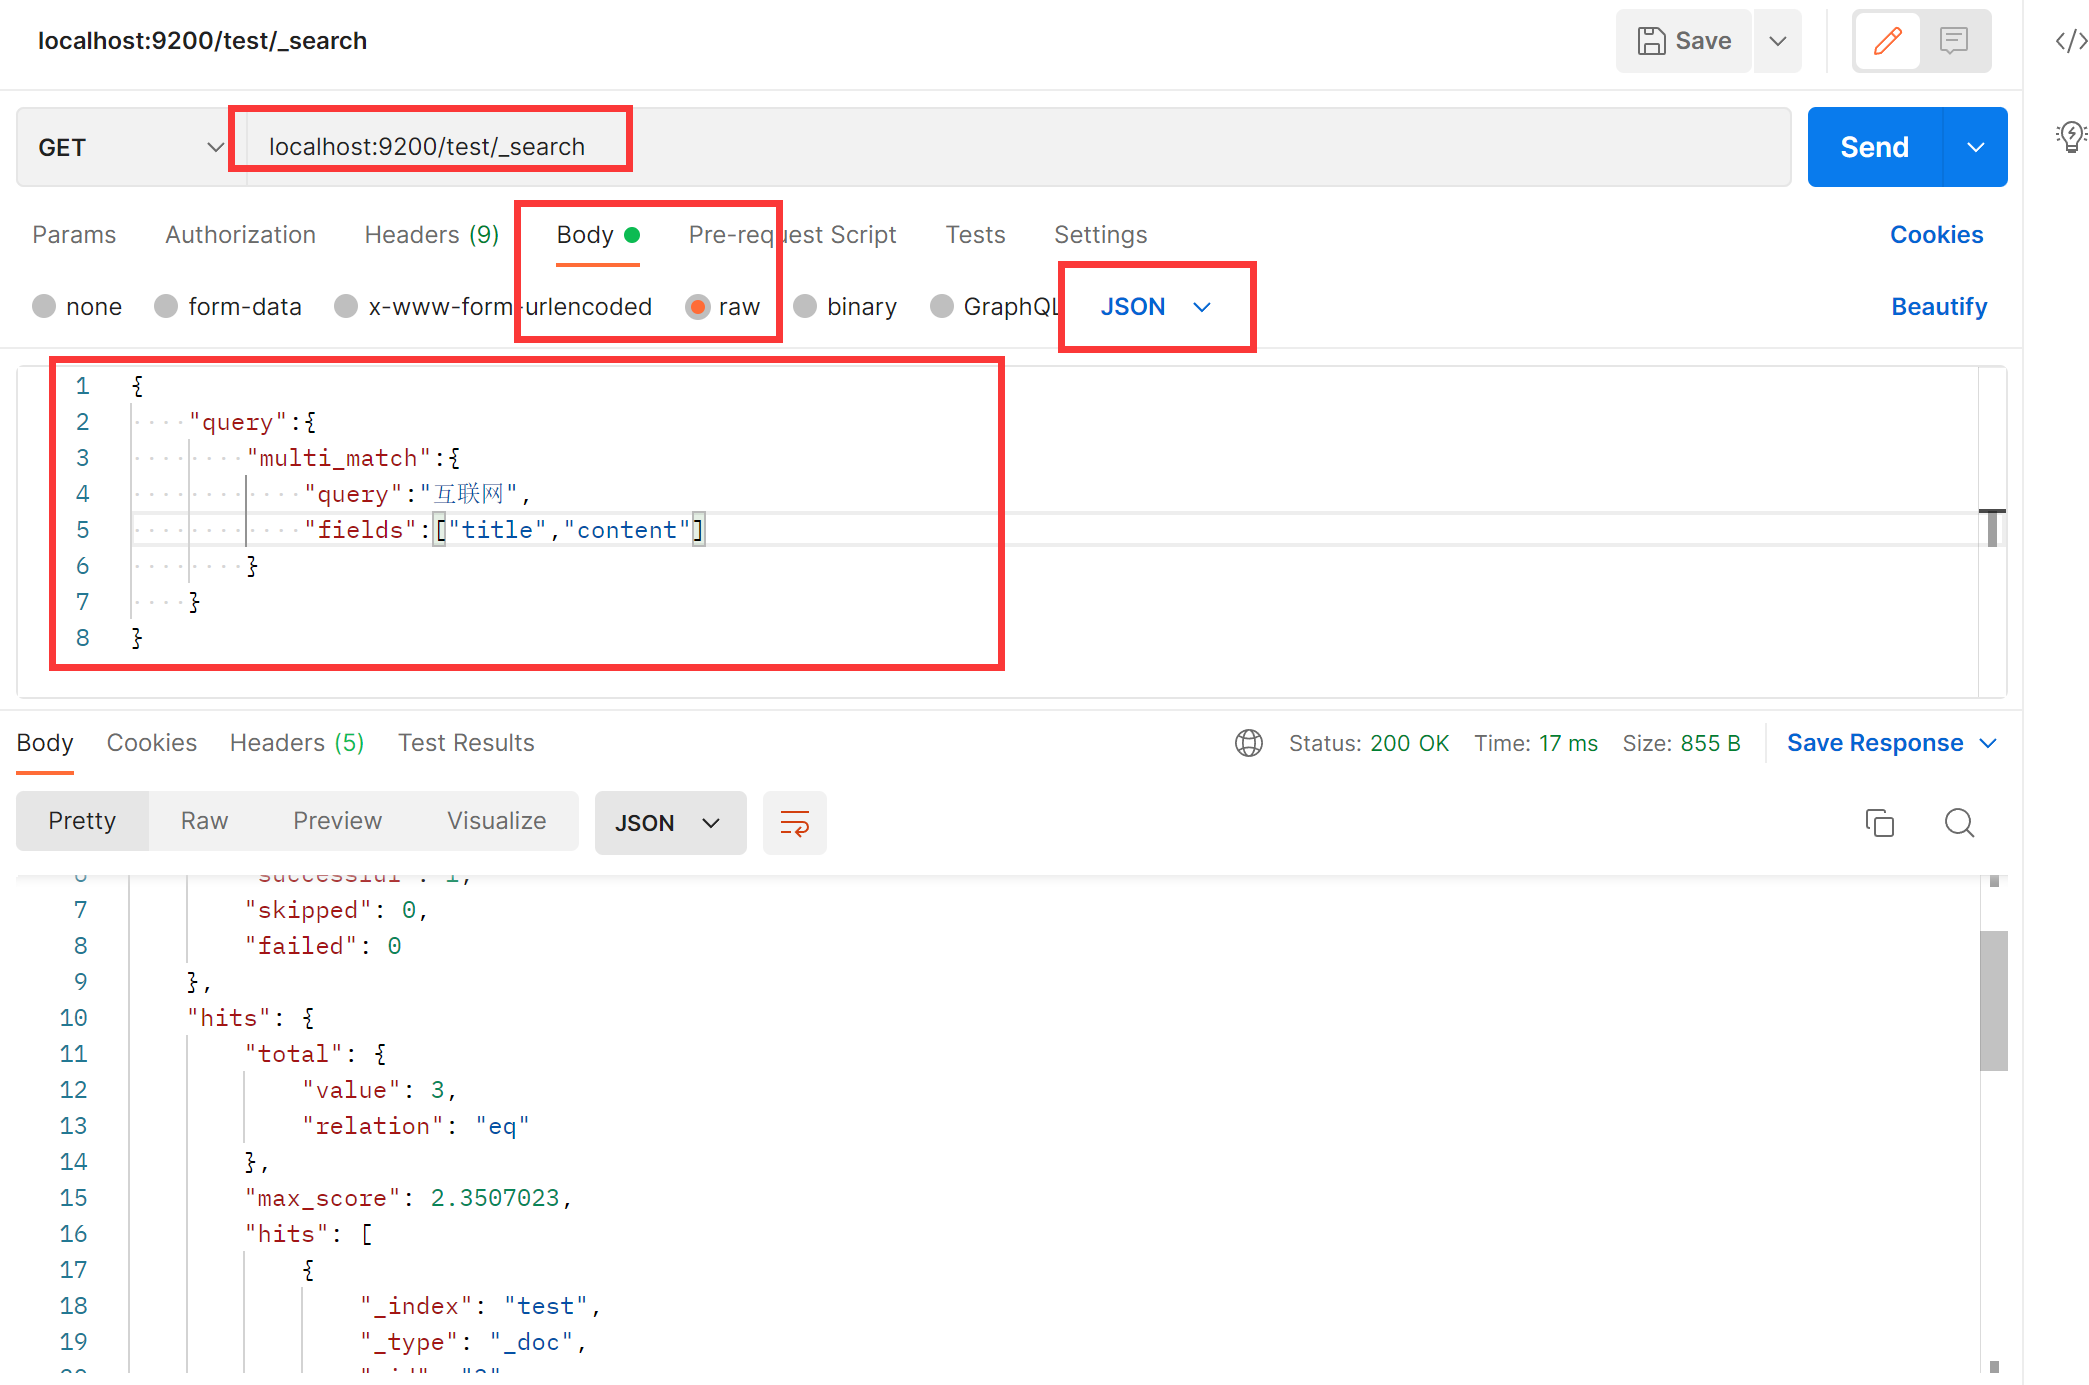 localhost:9200/test/_search
Save
GET localhost:9200/test/_search Send
Params Authorization Headers (9) Body Pre-request Script Tests Settings Cookies
none form-data x-www-form-urlencoded raw binary GraphQL JSON Beautify
1 {
2 "query":{
3 "multi_match":{
4 "query":"互联网",
5 "fields":["title","content"]
6 }
7 }
8 }
Body Cookies Headers (5) Test Results Status: 200 OK Time: 17 ms Size: 855 B Save Response
Pretty Raw Preview Visualize JSON
6 "successful": 1,
7 "skipped": 0,
8 "failed": 0
9 },
10 "hits": {
11 "total": {
12 "value": 3,
13 "relation": "eq"
14 },
15 "max_score": 2.3507023,
16 "hits": [
17 {
18 "_index": "test",
19 "_type": "_doc",